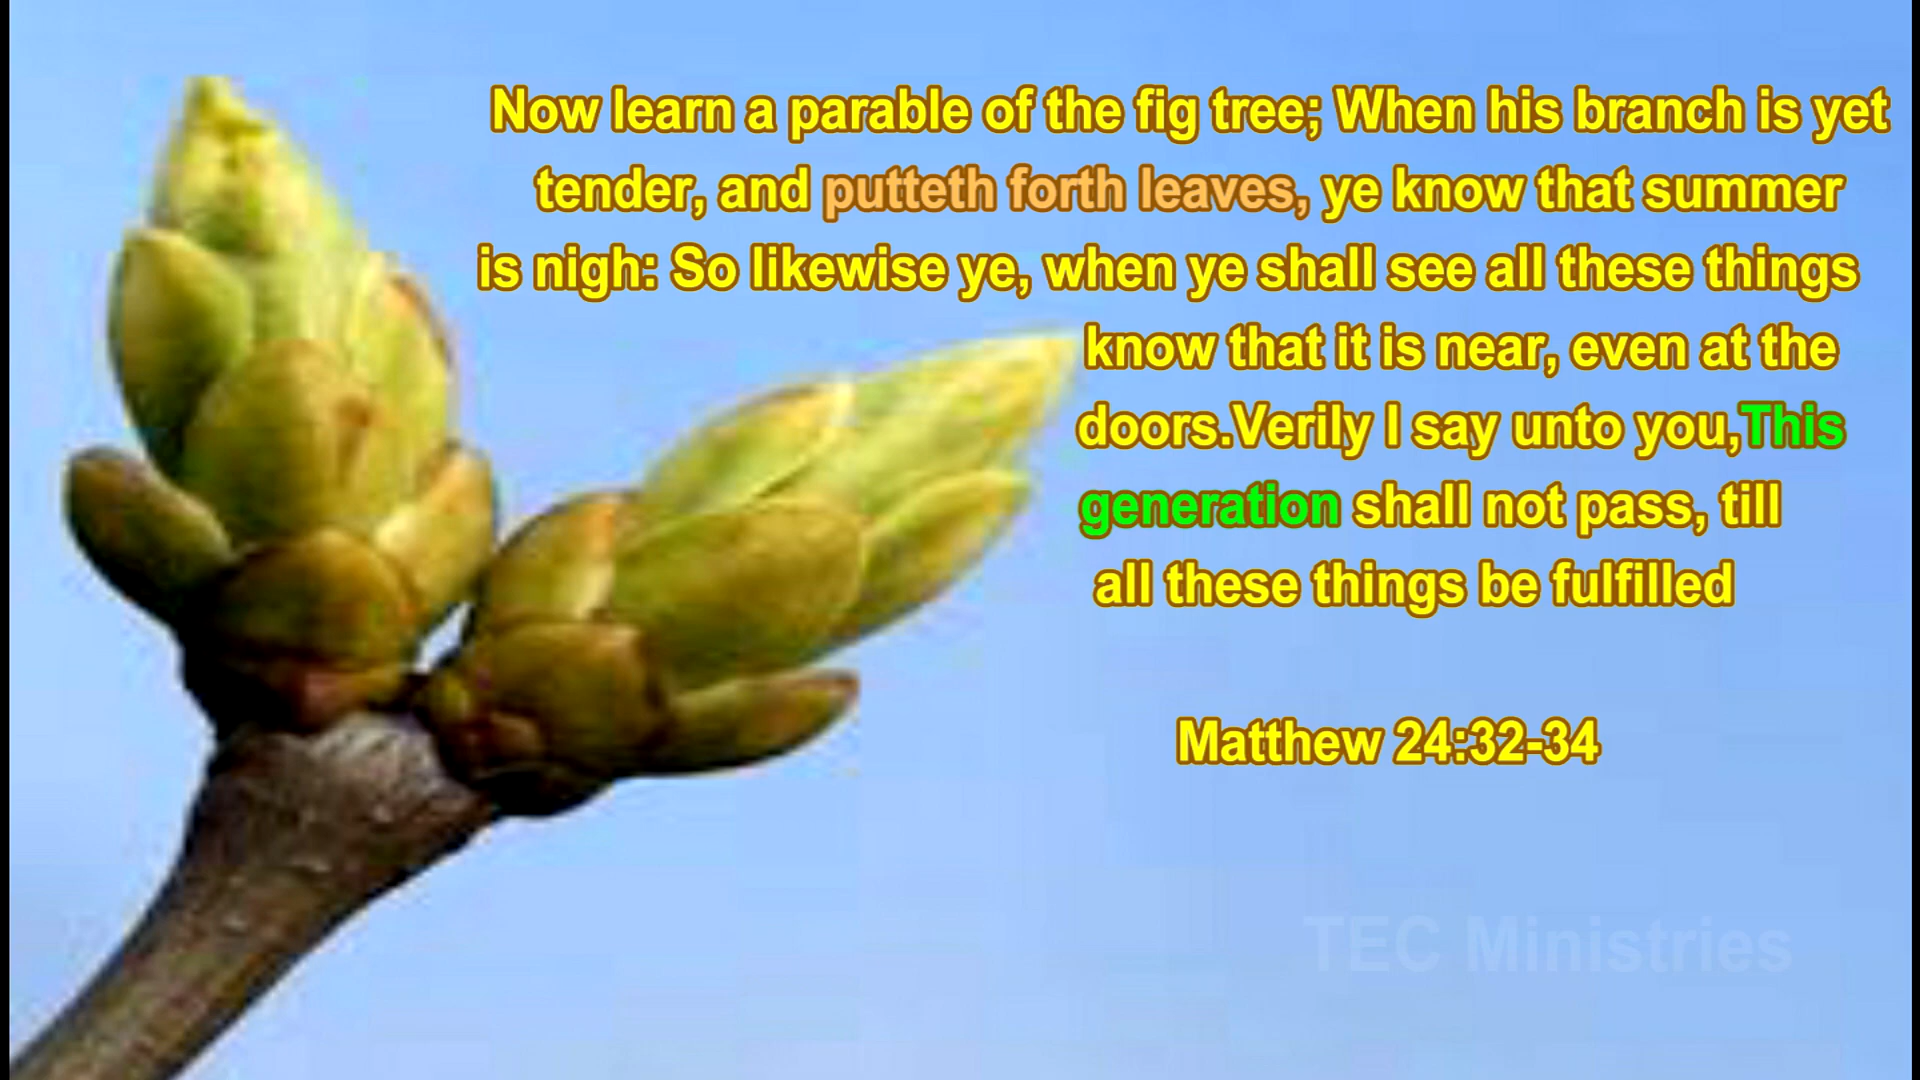 Now learn a parable of the fig tree; When his branch is yet
tender, and putteth forth leaves, ye know that summer
is nigh: So likewise ye, when ye shall see all these things
know that it is near, even at the
doors.Verily I say unto you,This
generation shall not pass, till
all these things be fulfilled
Matthew 24:32-34
TEC Ministries